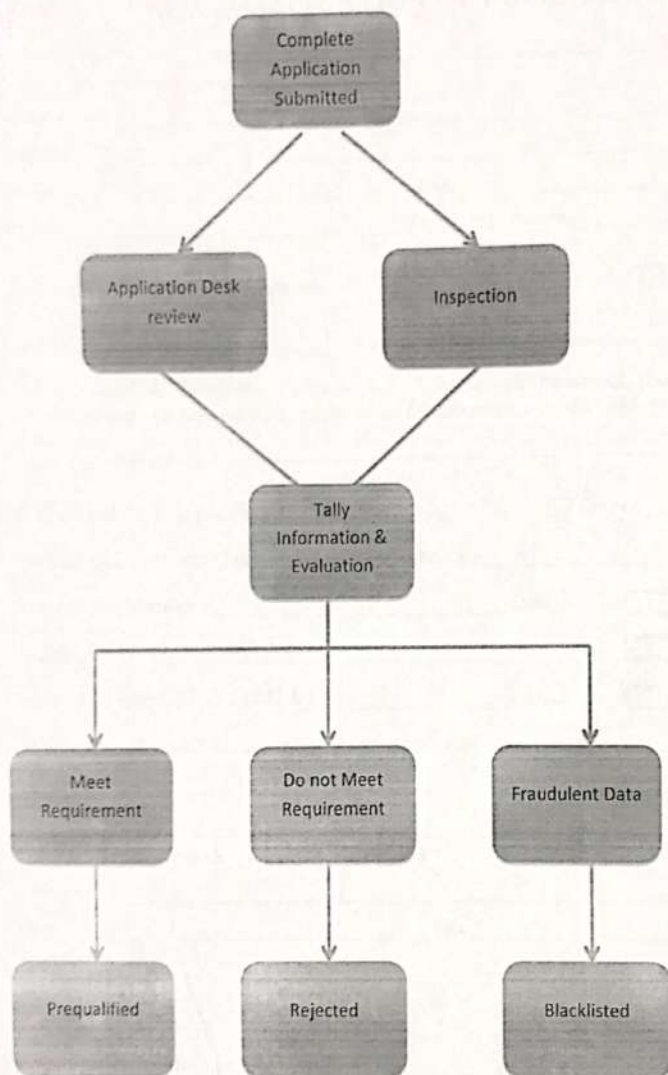 Complete
Application
Submitted
Application Desk
review
Inspection
Tally
Information &
Evaluation
Meet
Requirement
Do not Meet
Requirement
Fraudulent Data
Prequalified
Rejected
Blacklisted